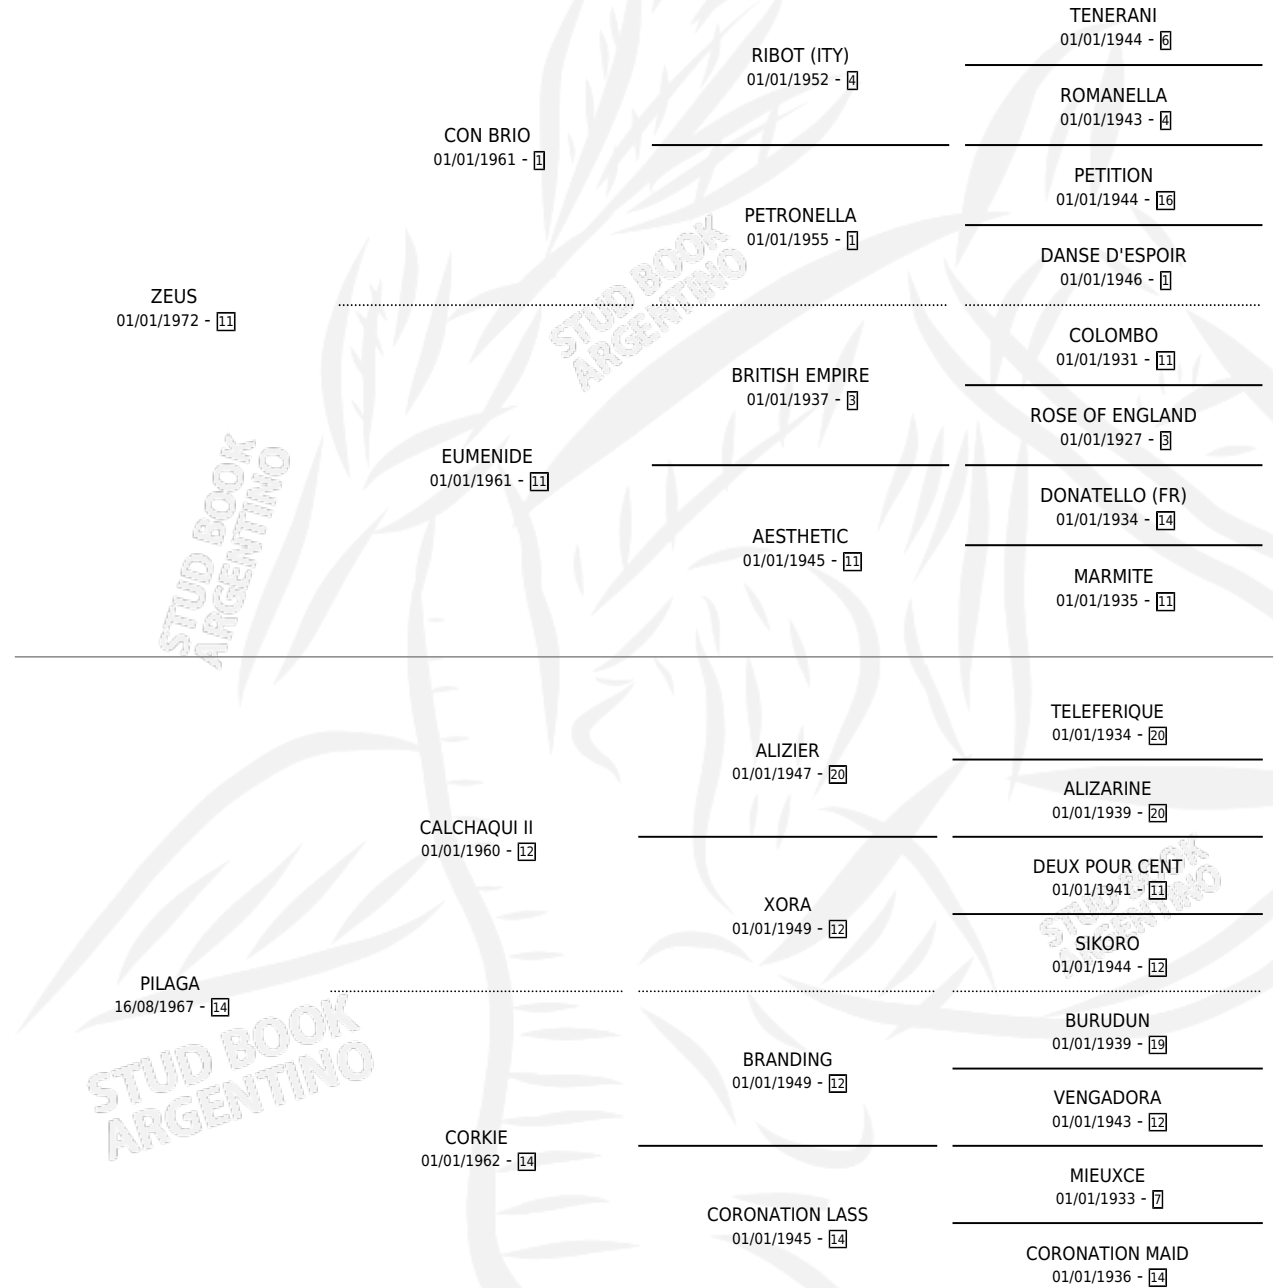 TENERANI
01/01/1944 - 6
RIBOT (ITY)
01/01/1952 - 4
ROMANELLA
01/01/1943 - 4
CON BRIO
01/01/1961 - 1
PETITION
01/01/1944 - 16
PETRONELLA
01/01/1955 - 1
DANSE D'ESPOIR
01/01/1946 - 1
ZEUS
01/01/1972 - 11
STUD BOOK
ARGENTINO
COLOMBO
01/01/1931 - 11
BRITISH EMPIRE
01/01/1937 - 3
ROSE OF ENGLAND
01/01/1927 - 3
EUMENIDE
01/01/1961 - 11
DONATELLO (FR)
01/01/1934 - 14
AESTHETIC
01/01/1945 - 11
MARMITE
01/01/1935 - 11
STUD BOOK
ARGENTINO
TELEFERIQUE
01/01/1934 - 20
ALIZIER
01/01/1947 - 20
ALIZARINE
01/01/1939 - 20
CALCHAQUI II
01/01/1960 - 12
DEUX POUR CENT
01/01/1941 - 11
XORA
01/01/1949 - 12
STUD BOOK
ARGENTINO
SIKORO
01/01/1944 - 12
PILAGA
16/08/1967 - 14
STUD BOOK
ARGENTINO
BURUDUN
01/01/1939 - 19
BRANDING
01/01/1949 - 12
VENGADORA
01/01/1943 - 12
CORKIE
01/01/1962 - 14
MIEUXCE
01/01/1933 - 7
CORONATION LASS
01/01/1945 - 14
CORONATION MAID
01/01/1936 - 14